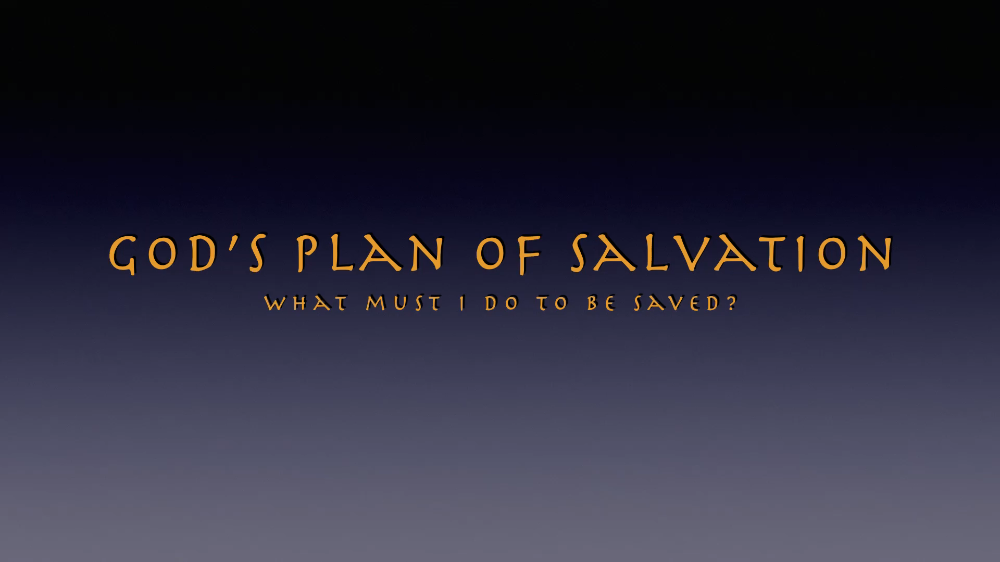 GOD'S PLAN OF SALVATION
WHAT MUST I DO TO BE SAVED?